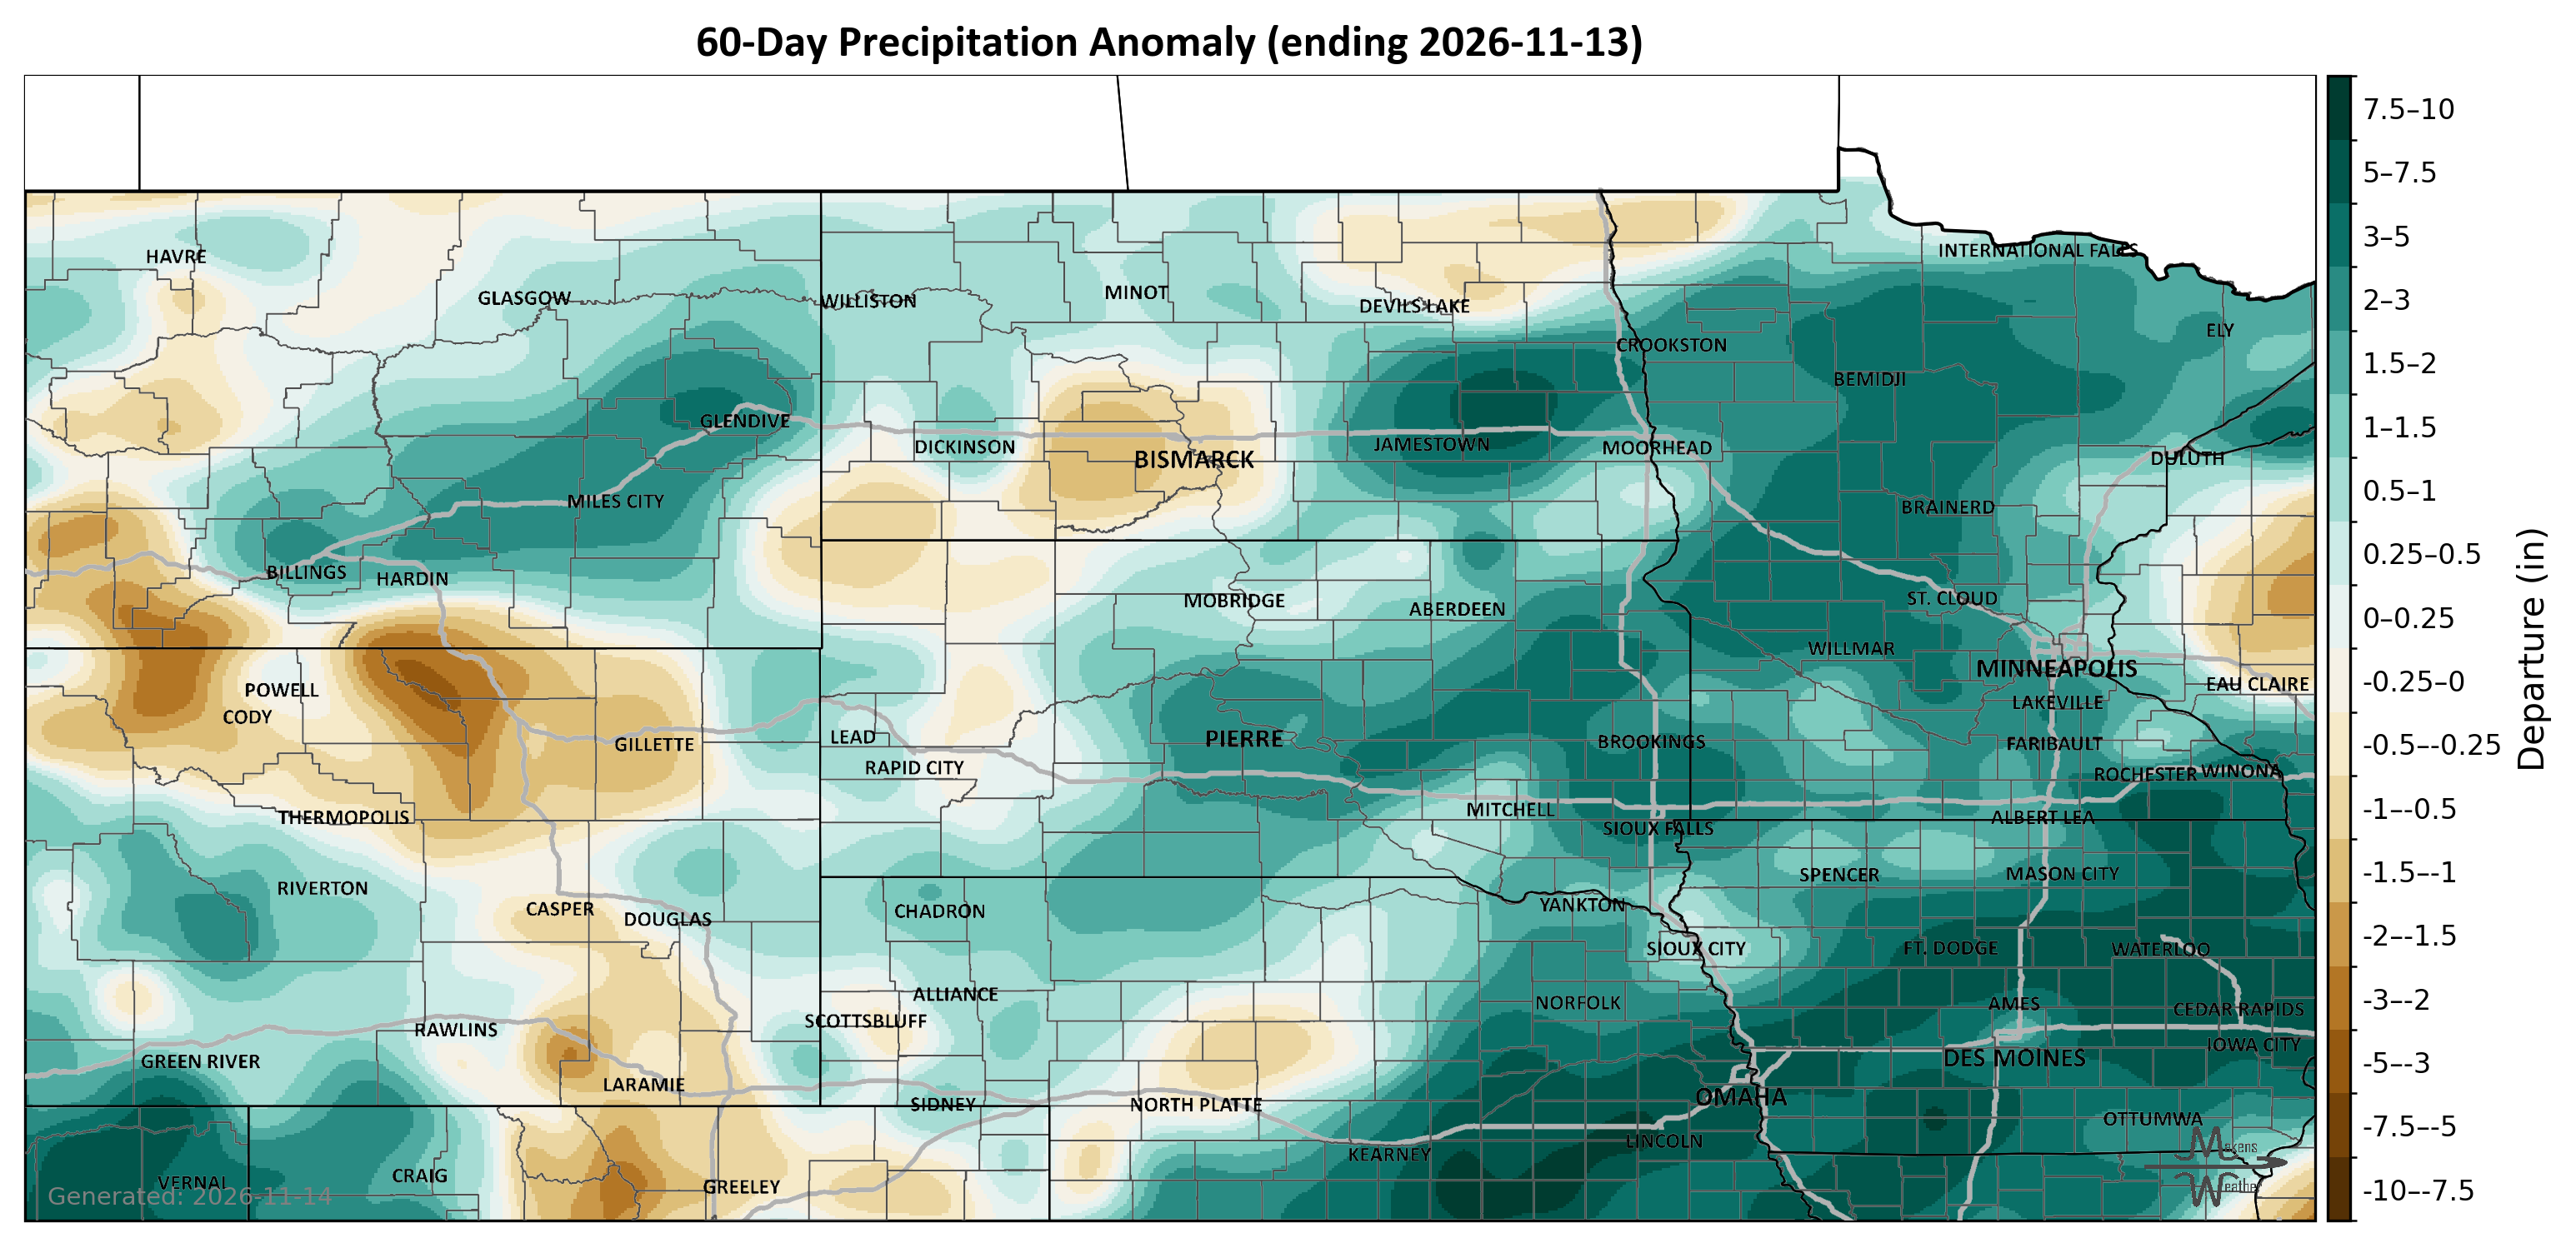 60-Day Precipitation Anomaly (ending 2026-11-13)
7.5–10
5–7.5
3–5
2–3
1.5–2
1–1.5
0.5–1
0.25–0.5
0–0.25
-0.25–0
-0.5–-0.25
-1–-0.5
-1.5–-1
-2–-1.5
-3–-2
-5–-3
-7.5–-5
-10–-7.5
Departure (in)
INTERNATIONAL FALLS
HAVRE
GLASGOW
WILLISTON
MINOT
DEVILS LAKE
ELY
CROOKSTON
BEMIDJI
GLENDIVE
DICKINSON
BISMARCK
JAMESTOWN
MOORHEAD
DULUTH
MILES CITY
BRAINERD
BILLINGS
HARDIN
MOBRIDGE
ABERDEEN
ST. CLOUD
WILLMAR
MINNEAPOLIS
EAU CLAIRE
POWELL
CODY
LAKEVILLE
GILLETTE
LEAD
PIERRE
BROOKINGS
FARIBAULT
RAPID CITY
ROCHESTER
WINONA
THERMOPOLIS
MITCHELL
SIOUX FALLS
ALBERT LEA
RIVERTON
SPENCER
MASON CITY
CASPER
DOUGLAS
CHADRON
YANKTON
SIOUX CITY
FT. DODGE
WATERLOO
ALLIANCE
NORFOLK
AMES
CEDAR RAPIDS
SCOTTSBLUFF
RAWLINS
IOWA CITY
GREEN RIVER
DES MOINES
LARAMIE
OMAHA
SIDNEY
NORTH PLATTE
OTTUMWA
LINCOLN
KEARNEY
VERNAL
CRAIG
GREELEY
Makens
Weather
Generated: 2026-11-14